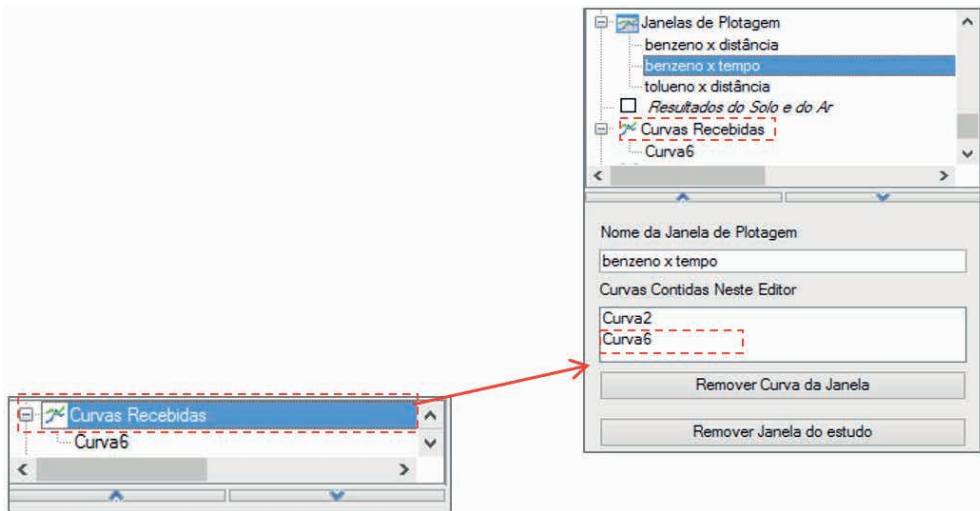 Janelas de Plotagem
benzeno x distância
benzeno x tempo
tolueno x distância
Resultados do Solo e do Ar
Curvas Recebidas
Curva6
Nome da Janela de Plotagem
benzeno x tempo
Curvas Contidas Neste Editor
Curva2
Curva6
Remover Curva da Janela
Remover Janela do estudo
Curvas Recebidas
Curva6